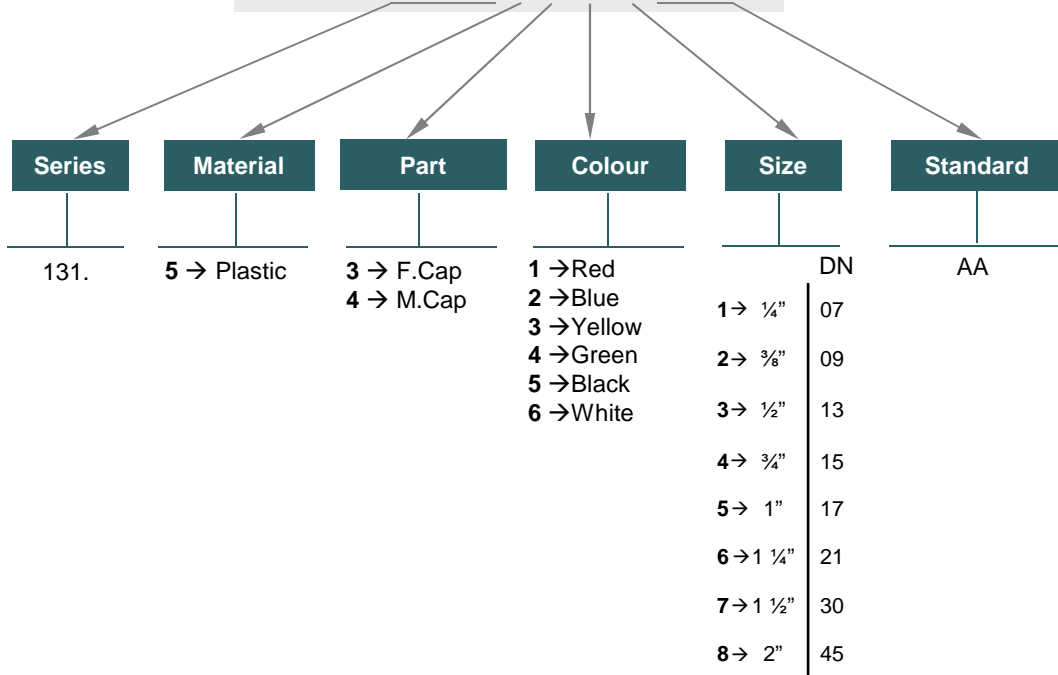 Series Material Part Colour Size Standard
131.
5 → Plastic
3 → F.Cap
4 → M.Cap
1 →Red
2 →Blue
3 →Yellow
4 →Green
5 →Black
6 →White
DN
1→ ¼” 07
2→ ⅜” 09
3→ ½” 13
4→ ¾” 15
5→ 1” 17
6→1 ¼” 21
7→1 ½” 30
8→ 2” 45
AA